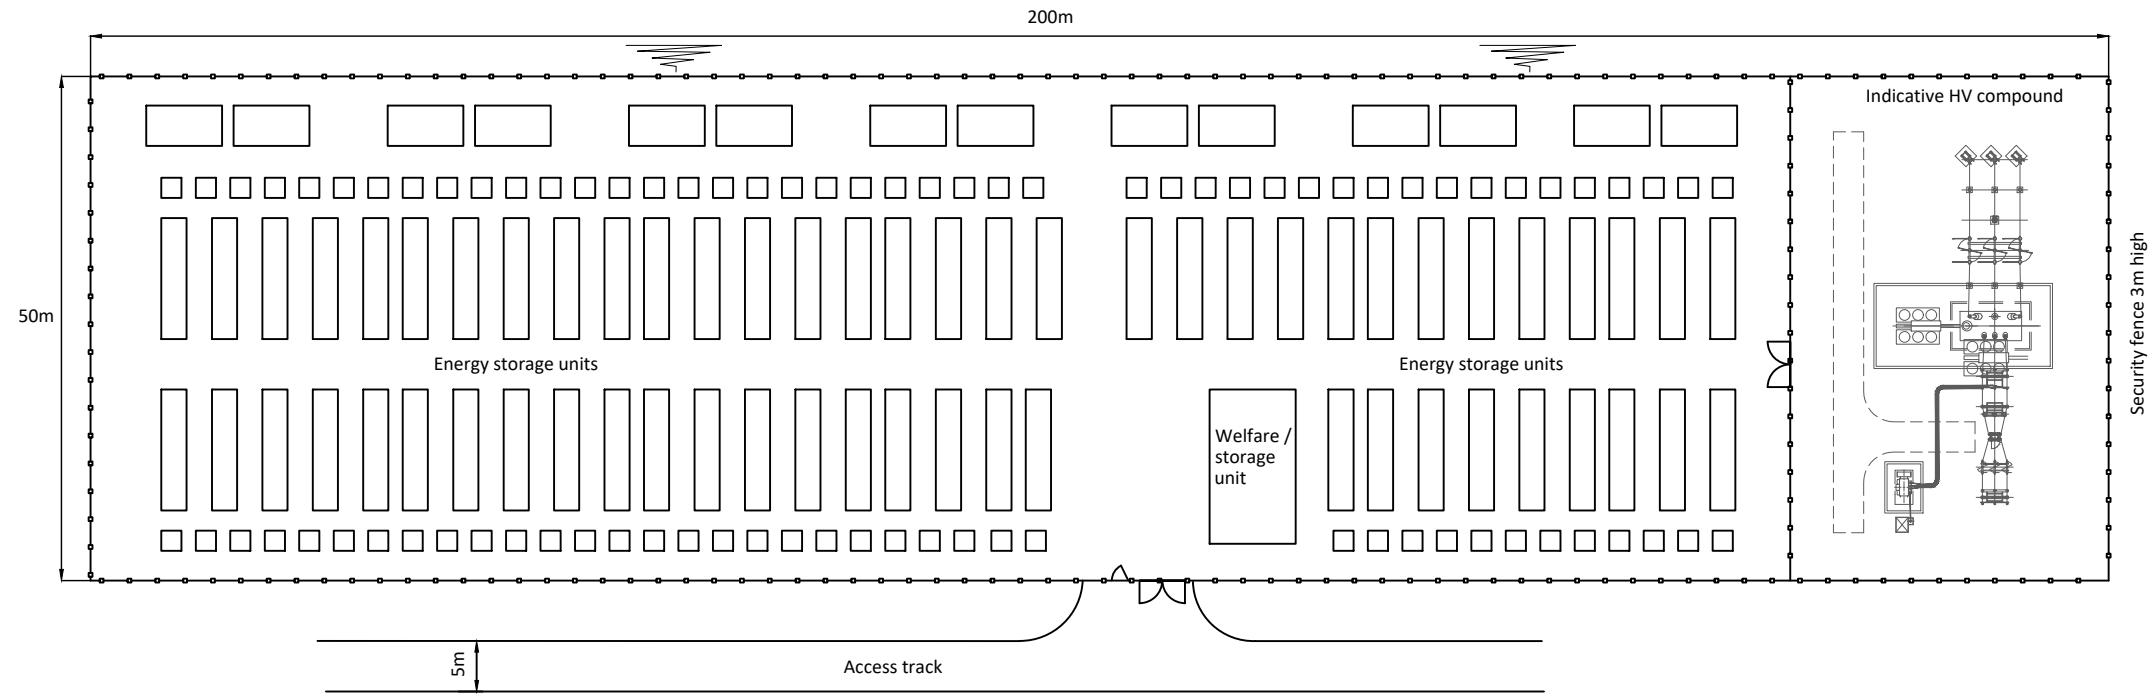 200m
Indicative HV compound
50m
Security fence 3m high
Energy storage units
Energy storage units
Welfare /
storage
unit
5m
Access track